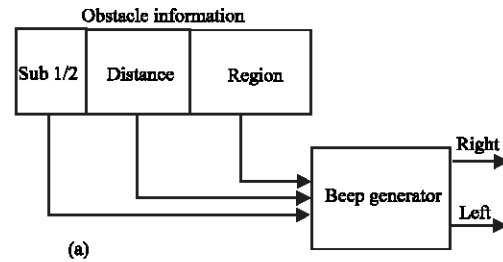 Obstacle information
Sub 1/2 Distance Region
Right
Beep generator
Left
(a)